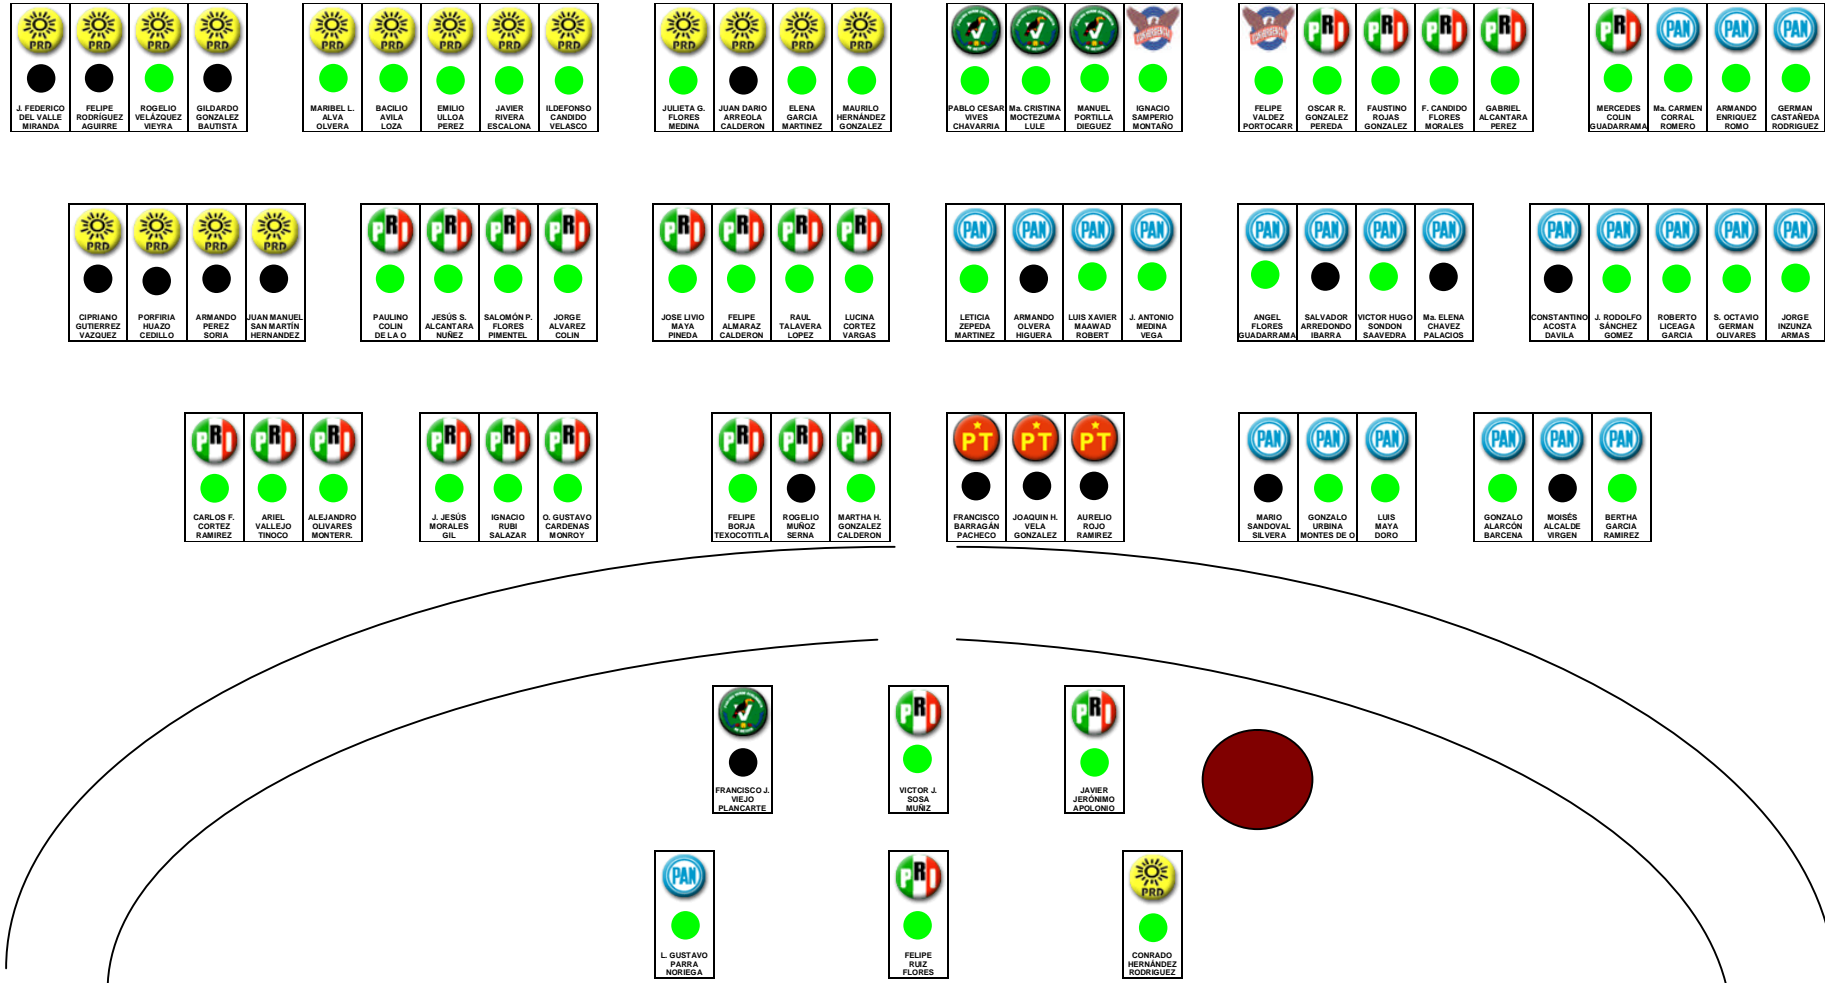 PRD PRD PRD PRD
J. FEDERICO
DEL VALLE
MIRANDA
FELIPE
RODRÍGUEZ
AGUIRRE
ROGELIO
VELÁZQUEZ
VIEYRA
GILDARDO
GONZALEZ
BAUTISTA
PRD PRD PRD PRD PRD
MARIBEL L.
ALVA
OLVERA
BACILIO
AVILA
LOZA
EMILIO
ULLOA
PEREZ
JAVIER
RIVERA
ESCALONA
ILDEFONSO
CANDIDO
VELASCO
PRD PRD PRD PRD
JULIETA G.
FLORES
MEDINA
JUAN DARIO
ARREOLA
CALDERON
ELENA
GARCIA
MARTINEZ
MAURILO
HERNÁNDEZ
GONZALEZ
PABLO CESAR
VIVES
CHAVARRIA
Ma. CRISTINA
MOCTEZUMA
LULE
MANUEL
PORTILLA
DIEGUEZ
CONVERGENCIA
IGNACIO
SAMPERIO
MONTAÑO
CONVERGENCIA PRI PRI PRI PRI
FELIPE
VALDEZ
PORTOCARR
OSCAR R.
GONZALEZ
PEREDA
FAUSTINO
ROJAS
GONZALEZ
F. CANDIDO
FLORES
MORALES
GABRIEL
ALCANTARA
PEREZ
PRI PAN PAN PAN
MERCEDES
COLIN
GUADARRAMA
Ma. CARMEN
CORRAL
ROMERO
ARMANDO
ENRIQUEZ
ROMO
GERMAN
CASTAÑEDA
RODRIGUEZ
PRD PRD PRD PRD
CIPRIANO
GUTIERREZ
VAZQUEZ
PORFIRIA
HUAZO
CEDILLO
ARMANDO
PEREZ
SORIA
JUAN MANUEL
SAN MARTÍN
HERNANDEZ
PRI PRI PRI PRI
PAULINO
COLIN
DE LA O
JESÚS S.
ALCANTARA
NUÑEZ
SALOMÓN P.
FLORES
PIMENTEL
JORGE
ALVAREZ
COLIN
PRI PRI PRI PRI
JOSE LIVIO
MAYA
PINEDA
FELIPE
ALMARAZ
CALDERON
RAUL
TALAVERA
LOPEZ
LUCINA
CORTEZ
VARGAS
PAN PAN PAN PAN
LETICIA
ZEPEDA
MARTINEZ
ARMANDO
OLVERA
HIGUERA
LUIS XAVIER
MAAWAD
ROBERT
J. ANTONIO
MEDINA
VEGA
PAN PAN PAN PAN
ANGEL
FLORES
GUADARRAMA
SALVADOR
ARREDONDO
IBARRA
VICTOR HUGO
SONDON
SAAVEDRA
Ma. ELENA
CHAVEZ
PALACIOS
PAN PAN PAN PAN PAN
CONSTANTINO
ACOSTA
DAVILA
J. RODOLFO
SÁNCHEZ
GOMEZ
ROBERTO
LICEAGA
GARCIA
S. OCTAVIO
GERMAN
OLIVARES
JORGE
INZUNZA
ARMAS
PRI PRI PRI
CARLOS F.
CORTEZ
RAMIREZ
ARIEL
VALLEJO
TINOCO
ALEJANDRO
OLIVARES
MONTERR.
PRI PRI PRI
J. JESÚS
MORALES
GIL
IGNACIO
RUBI
SALAZAR
O. GUSTAVO
CARDENAS
MONROY
PRI PRI PRI
FELIPE
BORJA
TEXOCOTITLA
ROGELIO
MUÑOZ
SERNA
MARTHA H.
GONZALEZ
CALDERON
PT PT PT
FRANCISCO
BARRAGÁN
PACHECO
JOAQUIN H.
VELA
GONZALEZ
AURELIO
ROJO
RAMIREZ
PAN PAN PAN
MARIO
SANDOVAL
SILVERA
GONZALO
URBINA
MONTES DE O
LUIS
MAYA
DORO
PAN PAN PAN
GONZALO
ALARCÓN
BARCENA
MOISÉS
ALCALDE
VIRGEN
BERTHA
GARCIA
RAMIREZ
FRANCISCO J.
VIEJO
PLANCARTE
PRI
VICTOR J.
SOSA
MUÑIZ
PRI
JAVIER
JERÓNIMO
APOLONIO
PAN
L. GUSTAVO
PARRA
NORIEGA
PRI
FELIPE
RUIZ
FLORES
PRD
CONRADO
HERNÁNDEZ
RODRIGUEZ